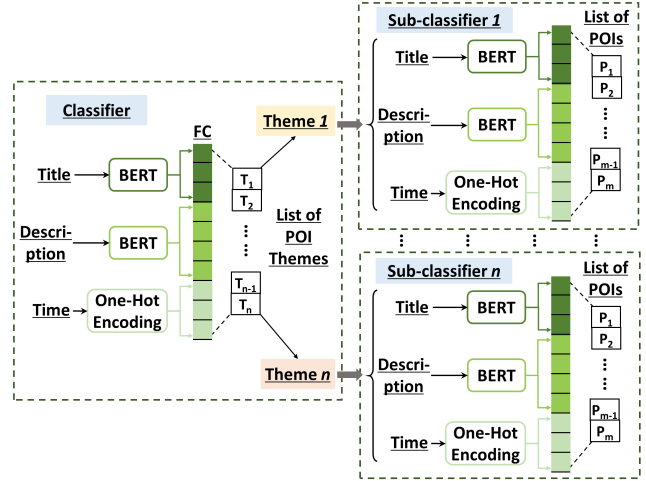 Classifier
FC
Title
BERT
Descri-
ption
BERT
Time
One-Hot
Encoding
T1
T2
Tn-1
Tn
List of
POI
Themes
Theme 1
Theme n
Sub-classifier 1
List of
POIs
Title
BERT
Descri-
ption
BERT
Time
One-Hot
Encoding
P1
P2
Pm-1
Pm
Sub-classifier n
List of
POIs
Title
BERT
Descri-
ption
BERT
Time
One-Hot
Encoding
P1
P2
Pm-1
Pm